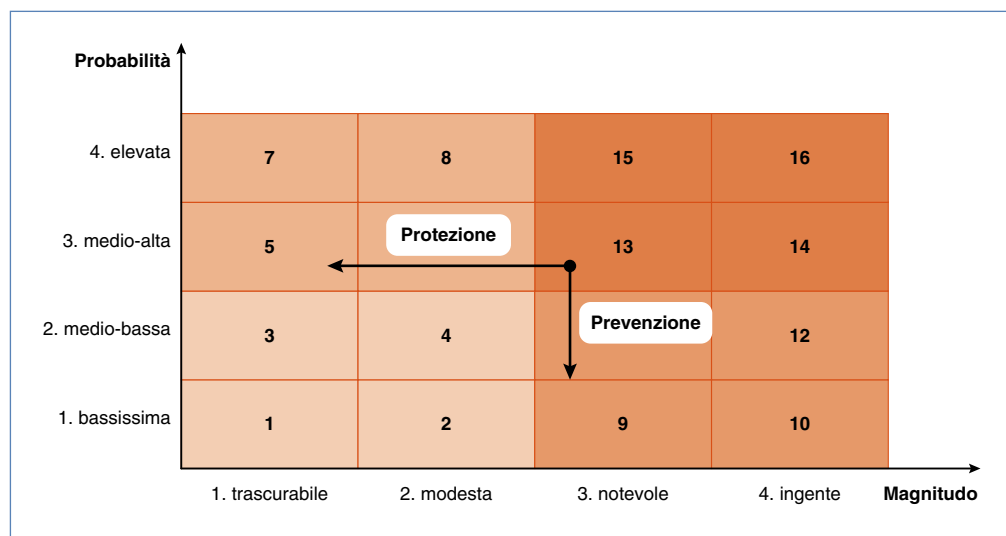 Probabilità
4. elevata
7
8
15
16
3. medio-alta
5
Protezione
13
14
2. medio-bassa
3
4
Prevenzione
12
1. bassissima
1
2
9
10
1. trascurabile
2. modesta
3. notevole
4. ingente
Magnitudo